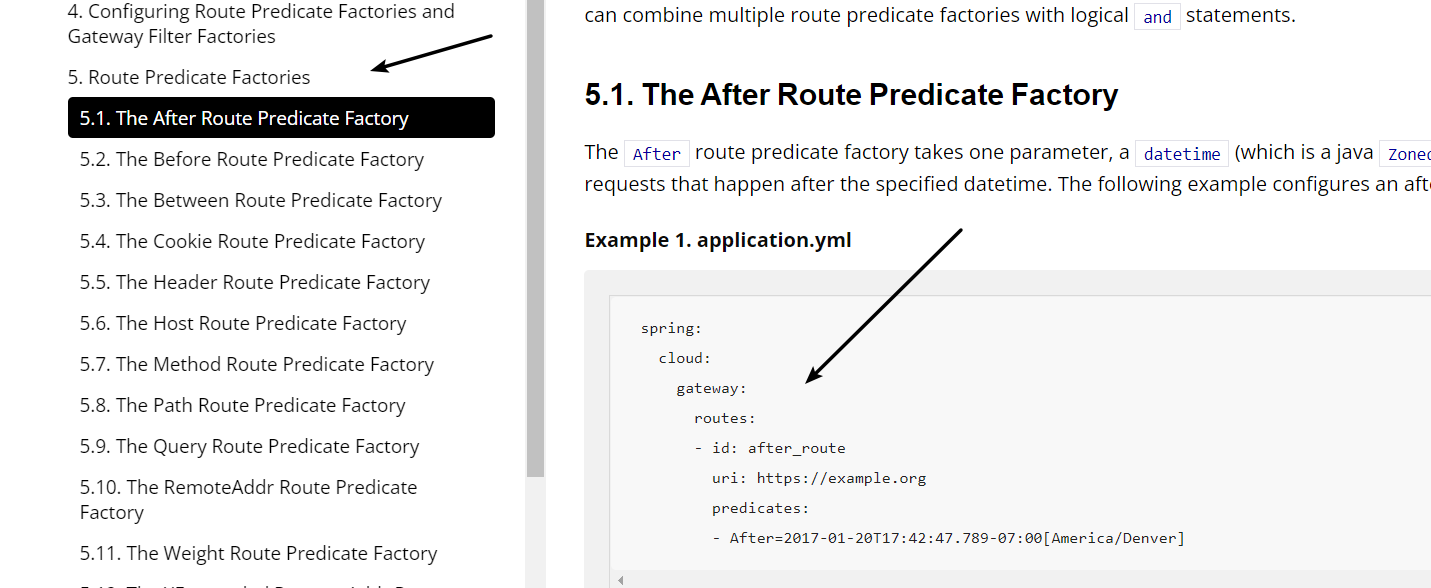 4. Configuring Route Predicate Factories and
Gateway Filter Factories
5. Route Predicate Factories
5.1. The After Route Predicate Factory
5.2. The Before Route Predicate Factory
5.3. The Between Route Predicate Factory
5.4. The Cookie Route Predicate Factory
5.5. The Header Route Predicate Factory
5.6. The Host Route Predicate Factory
5.7. The Method Route Predicate Factory
5.8. The Path Route Predicate Factory
5.9. The Query Route Predicate Factory
5.10. The RemoteAddr Route Predicate
Factory
5.11. The Weight Route Predicate Factory
can combine multiple route predicate factories with logical and statements.
5.1. The After Route Predicate Factory
The After route predicate factory takes one parameter, a datetime (which is a java
requests that happen after the specified datetime. The following example configures an
Example 1. application.yml
spring:
cloud:
gateway:
routes:
- id: after_route
uri: https://example.org
predicates:
- After=2017-01-20T17:42:47.789-07:00[America/Denver]